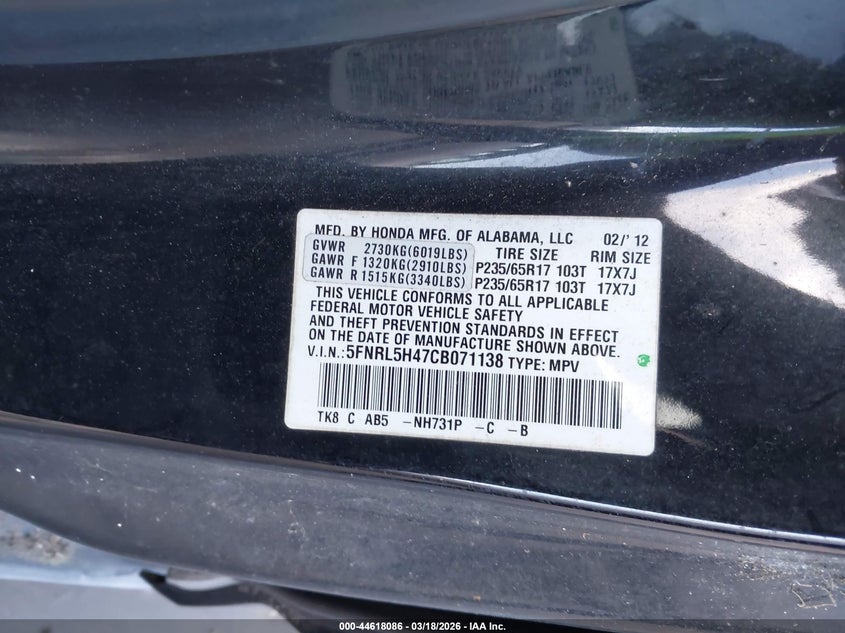 MFD. BY HONDA MFG. OF ALABAMA, LLC 02/' 12
GVWR 2730KG(6019LBS) TIRE SIZE RIM SIZE
GAWR F 1320KG(2910LBS) P235/65R17 103T 17X7J
GAWR R 1515KG(3340LBS) P235/65R17 103T 17X7J
THIS VEHICLE CONFORMS TO ALL APPLICABLE
FEDERAL MOTOR VEHICLE SAFETY
AND THEFT PREVENTION STANDARDS IN EFFECT
ON THE DATE OF MANUFACTURE SHOWN ABOVE.
V.I.N.: 5FNRL5H47CB071138 TYPE: MPV
TK8 C AB5 -NH731P -C -B
000-44618086 - 03/18/2026 - IAA Inc.